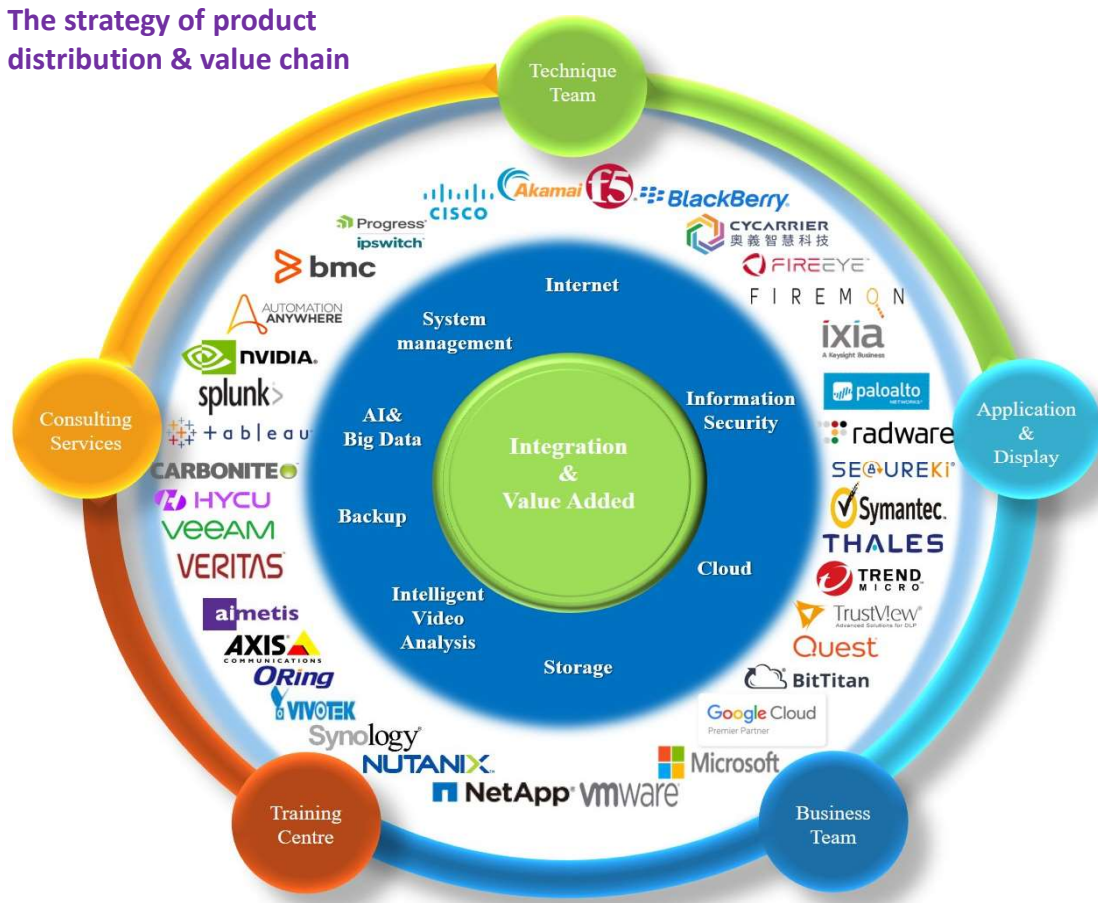 The strategy of product
distribution & value chain
Technique
Team
Akamai
f5
BlackBerry
CISCO
Progress
ipswitch
CYCARRIER
奧義智慧科技
bmc
FIREEYE
FIREMON
AUTOMATION
ANYWHERE
ixia
A Keysight Business
Internet
System
management
nVIDIA.
splunk>
paloalto
NETWORKS
Information
Security
AI&
Big Data
Consulting
Services
Application
&
Display
+ a b l e a u
radware
Integration
&
Value Added
CARBONITE
SECUREKi
HYCU
Symantec.
Backup
VEEAM
THALES
VERITAS
TREND
MICRO
Cloud
Intelligent
Video
Analysis
aimetis
TrustView
Advanced Solutions for DLP
AXIS
COMMUNICATIONS
Quest
Storage
ORing
BitTitan
VIVOTEK
Google Cloud
Premier Partner
Synology
NUTANIX
Microsoft
NetApp
vmware
Training
Centre
Business
Team